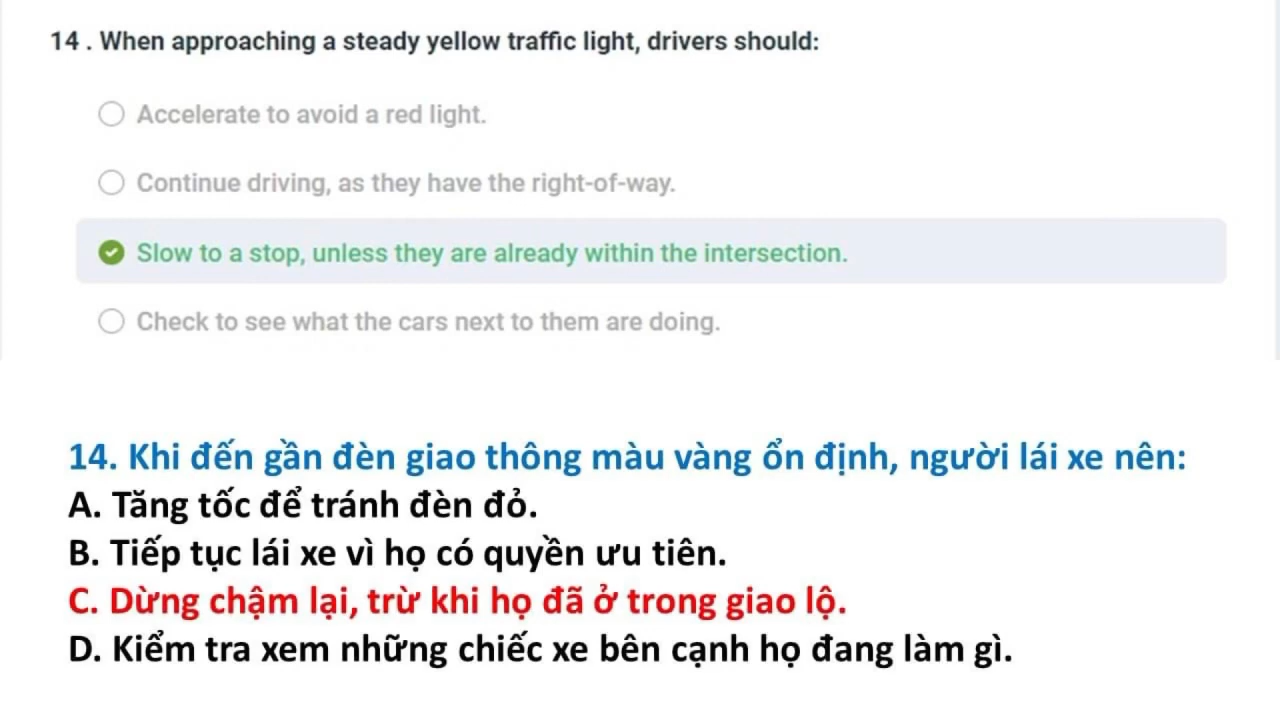 14 . When approaching a steady yellow traffic light, drivers should:
Accelerate to avoid a red light.
Continue driving, as they have the right-of-way.
Slow to a stop, unless they are already within the intersection.
Check to see what the cars next to them are doing.
14. Khi đến gần đèn giao thông màu vàng ổn định, người lái xe nên:
A. Tăng tốc để tránh đèn đỏ.
B. Tiếp tục lái xe vì họ có quyền ưu tiên.
C. Dừng chậm lại, trừ khi họ đã ở trong giao lộ.
D. Kiểm tra xem những chiếc xe bên cạnh họ đang làm gì.